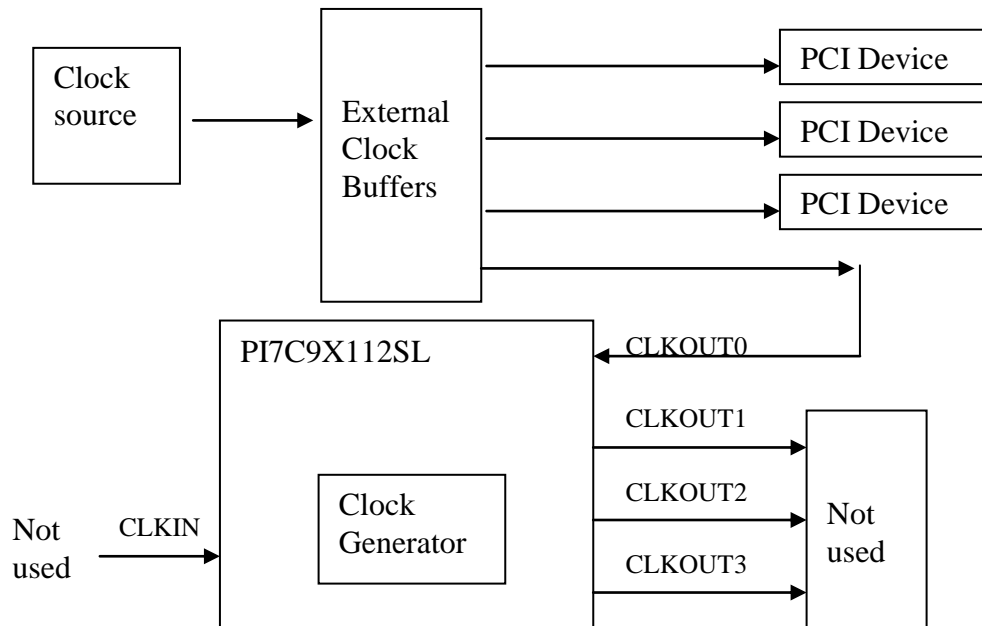 Clock
source
External
Clock
Buffers
PCI Device
PCI Device
PCI Device
PI7C9X112SL
CLKOUT0
CLKOUT1
CLKOUT2
CLKOUT3
Clock
Generator
Not
used
CLKIN
Not
used